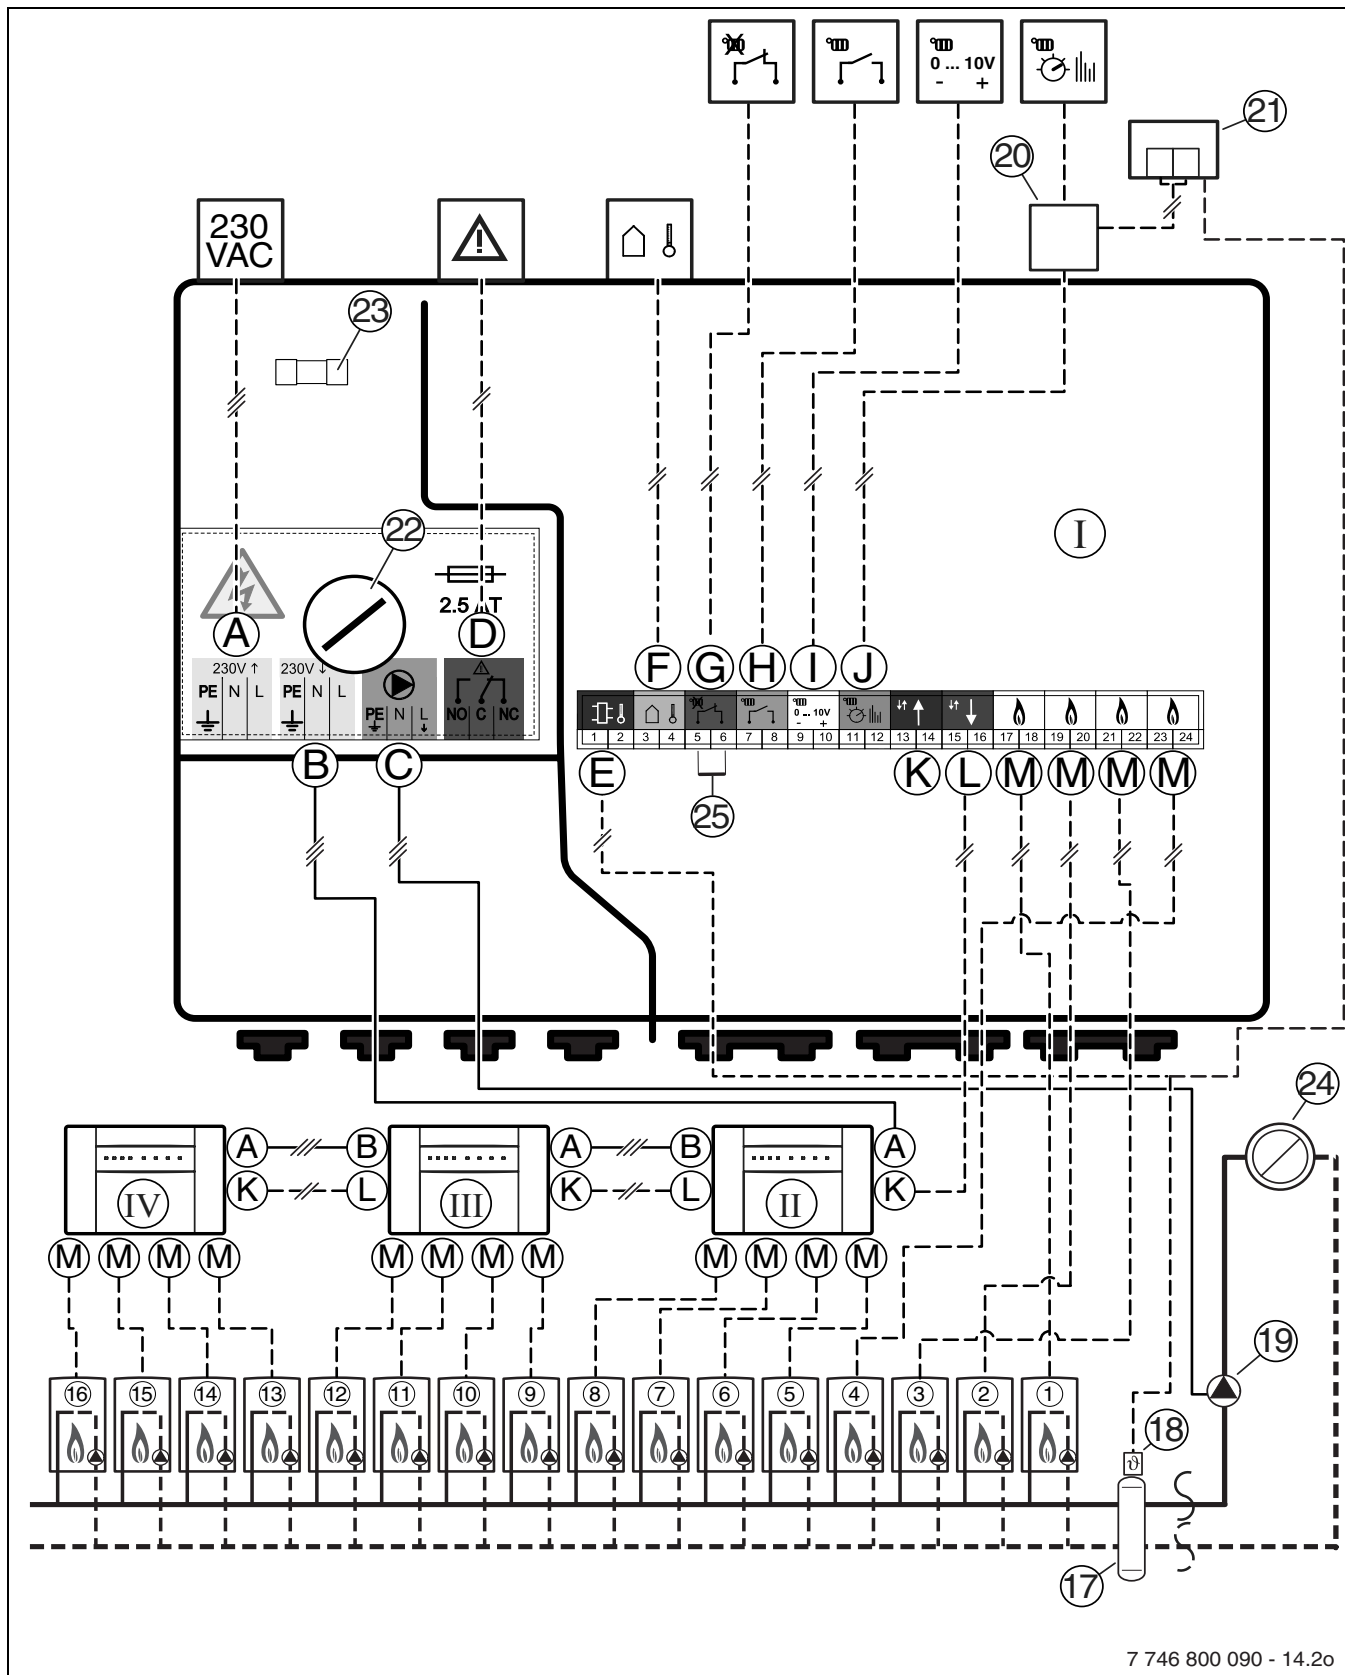 0 ... 10V
- +
21
20
230
VAC
23
22
I
2.5 AT
A
D
F G H I J
230V ↑
230V ↓
PE N L
PE N L
PE N L
NO C NC
0 ... 10V
- +
1 2 3 4 5 6 7 8 9 10 11 12 13 14 15 16 17 18 19 20 21 22 23 24
B C
E
K L M M M M
25
24
A B A B A
K L K L K
IV III II
M M M M M M M M M M M M
19
16 15 14 13 12 11 10 9 8 7 6 5 4 3 2 1
18
ϑ
17
7 746 800 090 - 14.2o